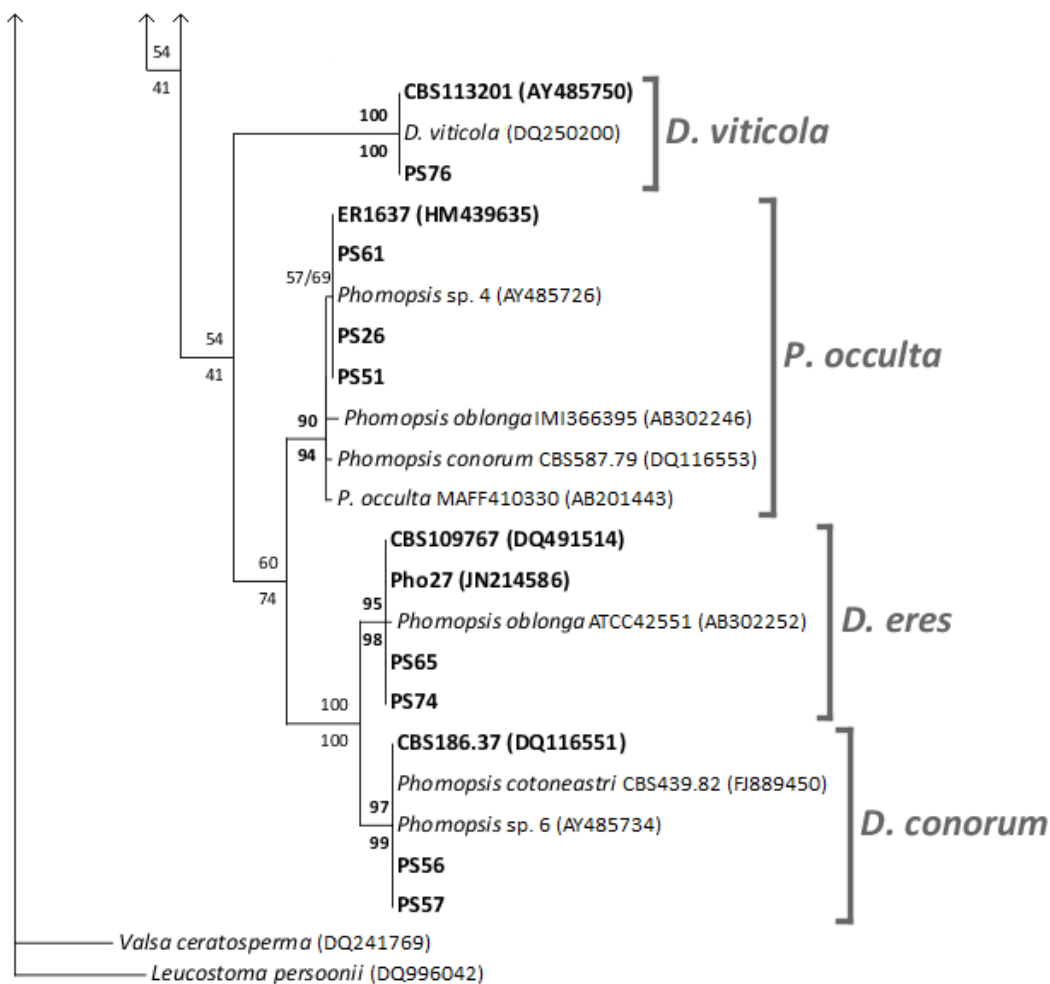 54
41
CBS113201 (AY485750)
100
D. viticola (DQ250200)
100
PS76
D. viticola
ER1637 (HM439635)
PS61
57/69
Phomopsis sp. 4 (AY485726)
PS26
PS51
54
41
90
Phomopsis oblonga IMI366395 (AB302246)
94
Phomopsis conorum CBS587.79 (DQ116553)
P. occulta MAFF410330 (AB201443)
P. occulta
CBS109767 (DQ491514)
60
74
Pho27 (JN214586)
95
Phomopsis oblonga ATCC42551 (AB302252)
98
PS65
PS74
D. eres
100
100
CBS186.37 (DQ116551)
Phomopsis cotoneastri CBS439.82 (FJ889450)
97
Phomopsis sp. 6 (AY485734)
99
PS56
PS57
D. conorum
Valsa ceratosperma (DQ241769)
Leucostoma persoonii (DQ996042)